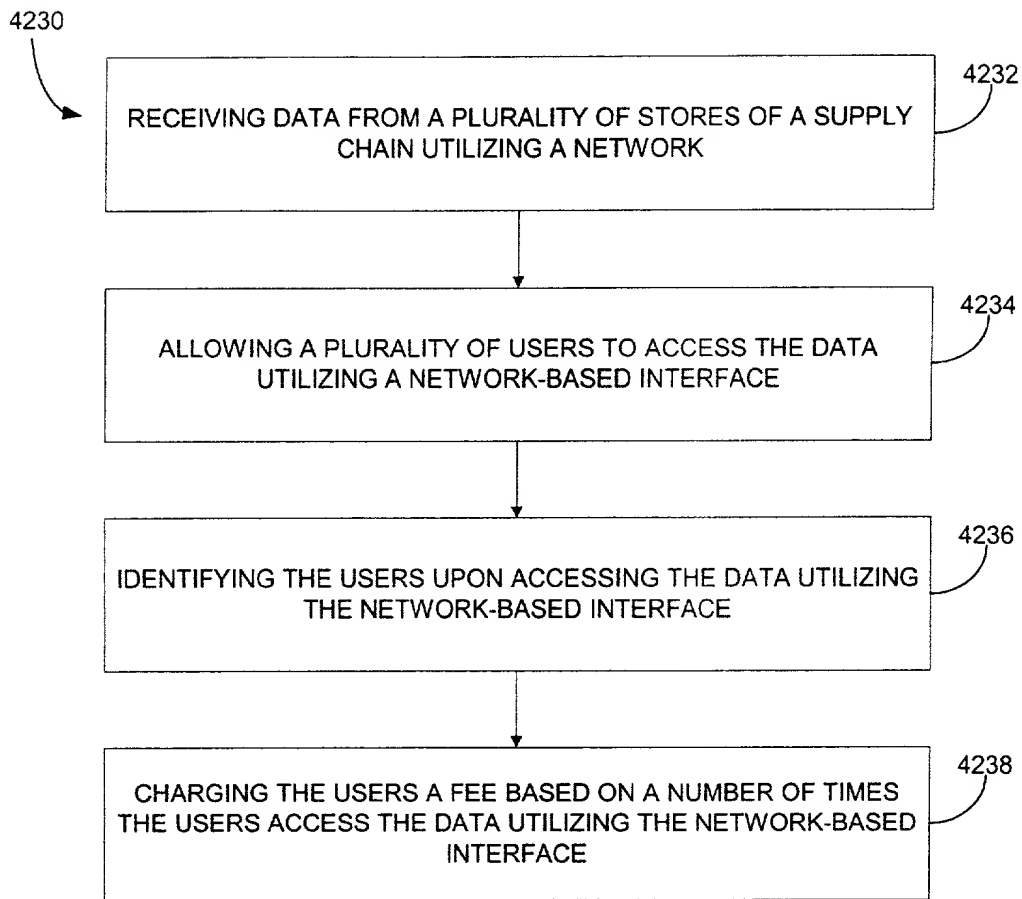 4230
4232
RECEIVING DATA FROM A PLURALITY OF STORES OF A SUPPLY
CHAIN UTILIZING A NETWORK
4234
ALLOWING A PLURALITY OF USERS TO ACCESS THE DATA
UTILIZING A NETWORK-BASED INTERFACE
4236
IDENTIFYING THE USERS UPON ACCESSING THE DATA UTILIZING
THE NETWORK-BASED INTERFACE
4238
CHARGING THE USERS A FEE BASED ON A NUMBER OF TIMES
THE USERS ACCESS THE DATA UTILIZING THE NETWORK-BASED
INTERFACE